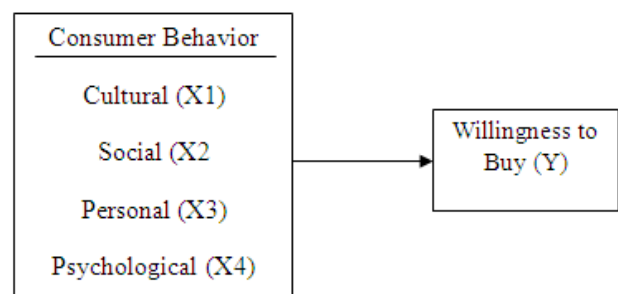 Consumer Behavior
Cultural (X1)
Social (X2
Personal (X3)
Psychological (X4)
Willingness to
Buy (Y)